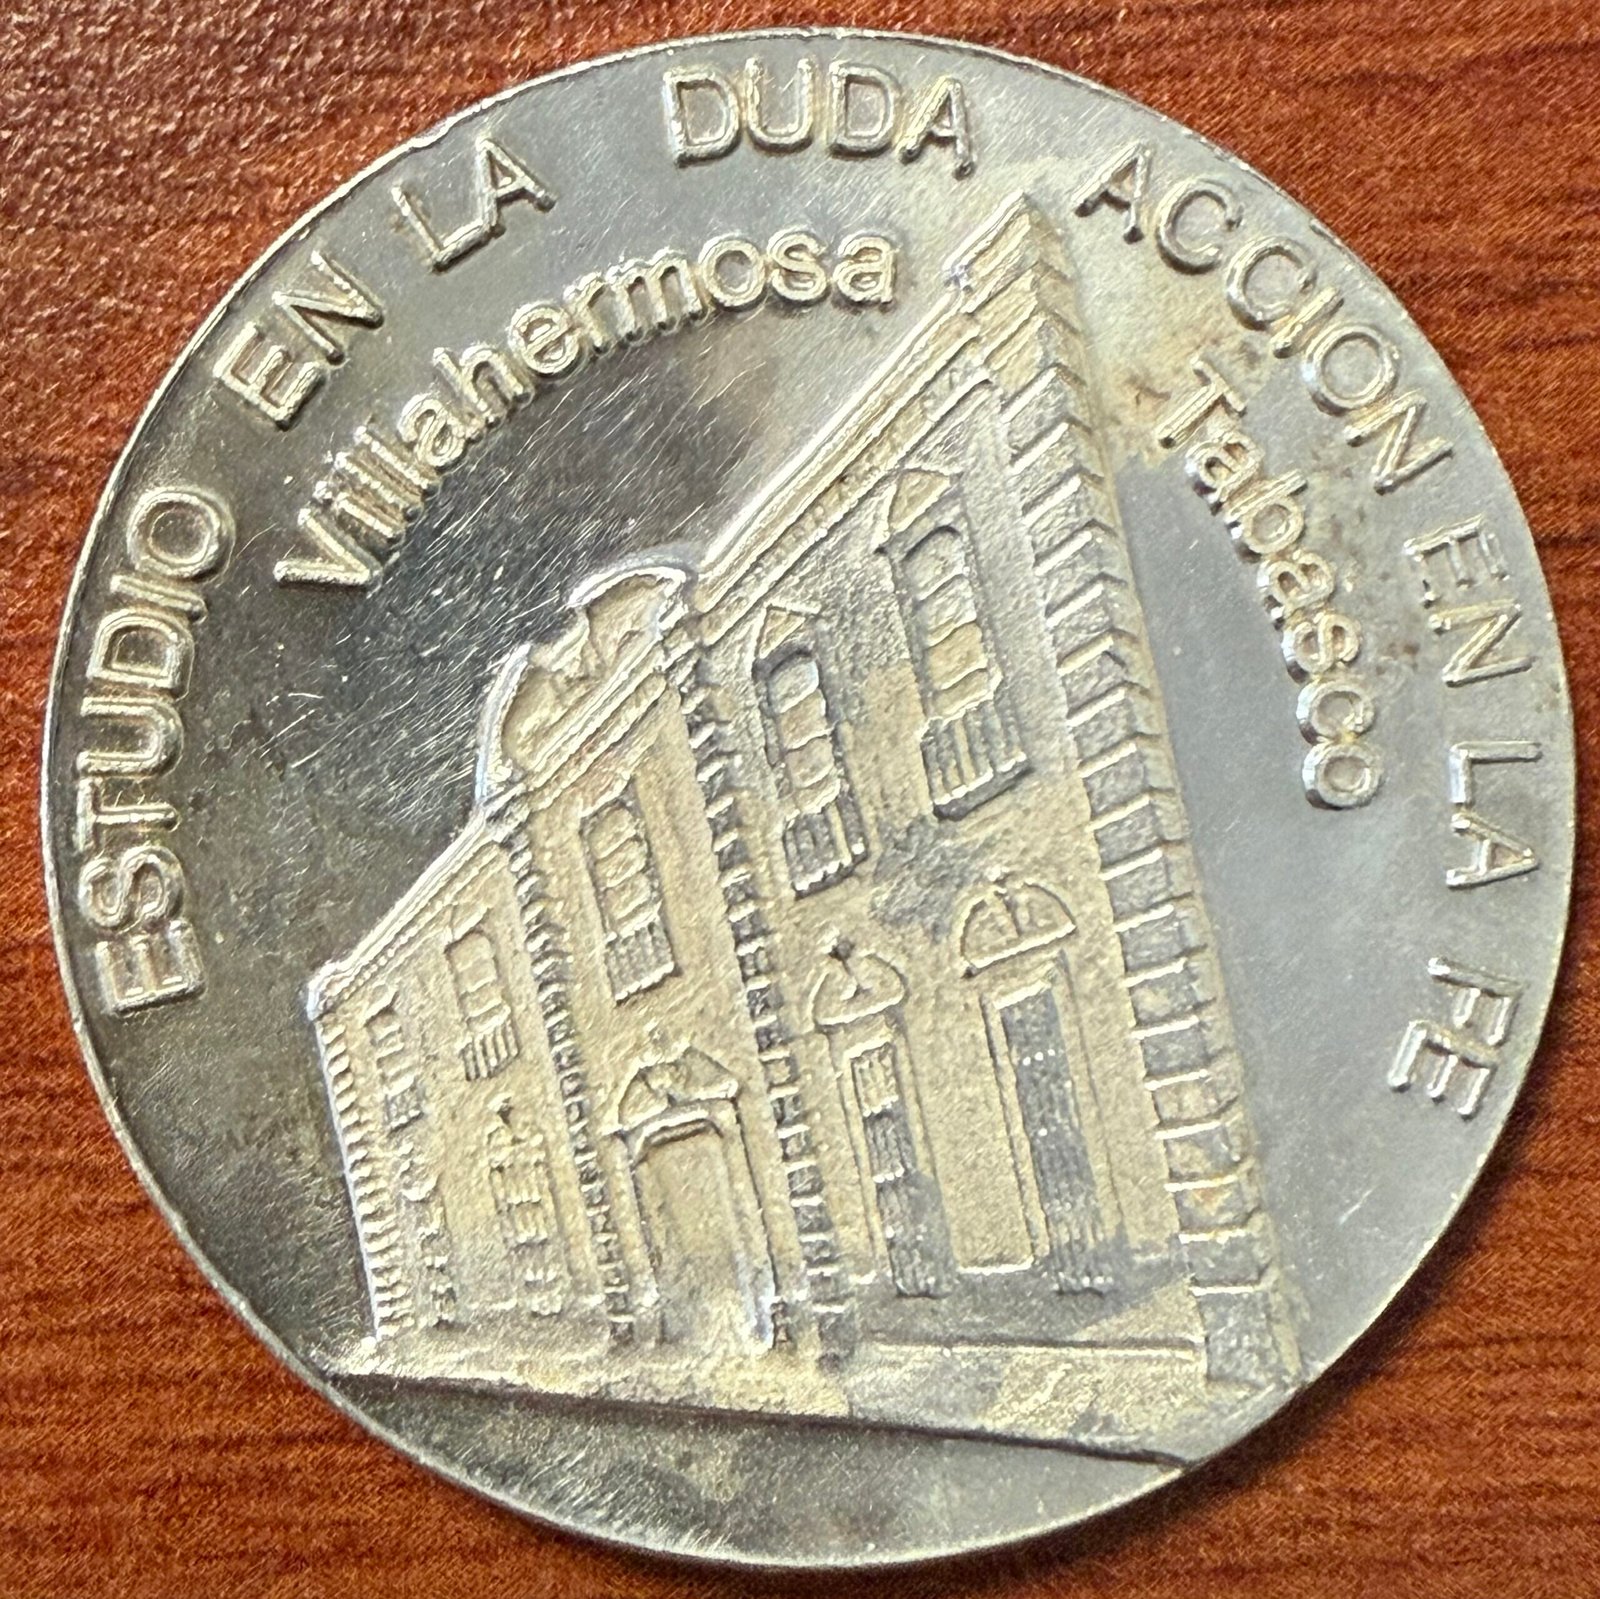 ESTUDIO EN LA DUDA ACCION EN LA FE
Villahermosa Tabasco